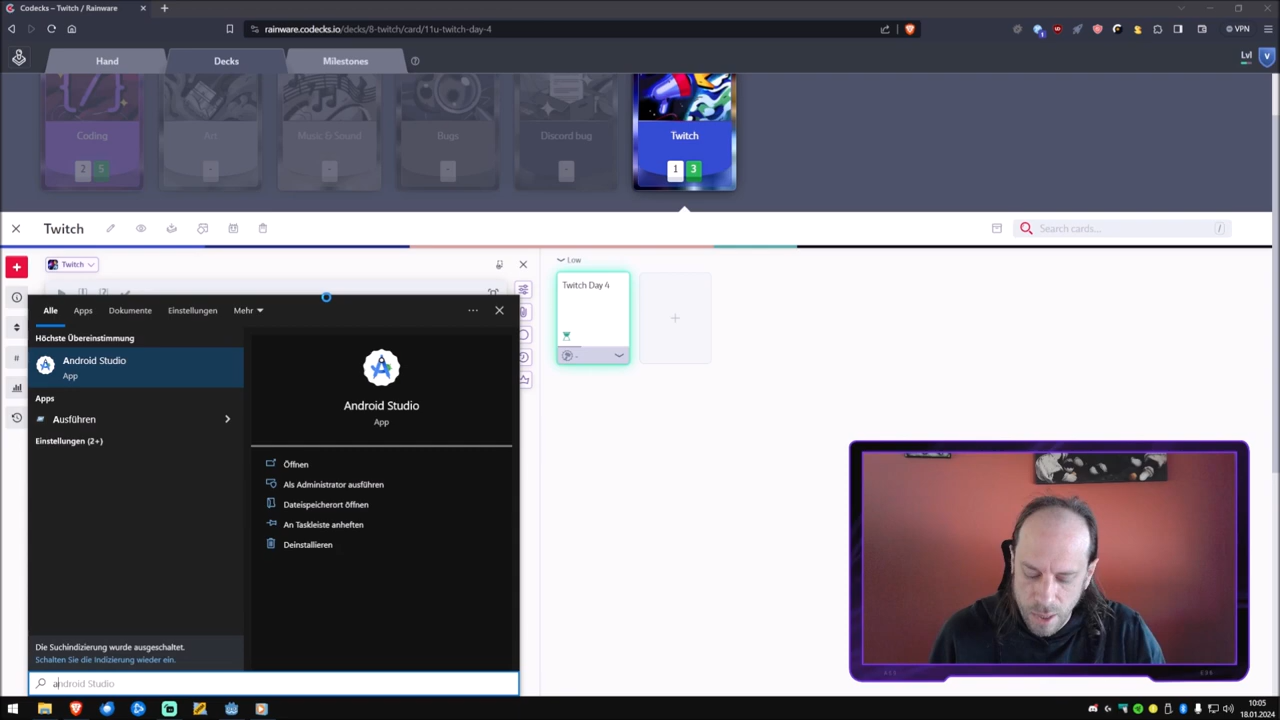 Codecks – Twitch / Rainware
rainware.codecks.io/decks/8-twitch/card/11u-twitch-day-4
VPN
Hand
Decks
Milestones
Lvl
V
Coding
Art
Music & Sound
Bugs
Discord bug
Twitch
2 5
-
-
-
-
1 3
Twitch
Search cards...
/
Twitch
Low
Twitch Day 4
-
+
Alle
Apps
Dokumente
Einstellungen
Mehr
Höchste Übereinstimmung
Android Studio
App
Apps
Ausführen
Einstellungen (2+)
Android Studio
App
Öffnen
Als Administrator ausführen
Dateispeicherort öffnen
An Taskleiste anheften
Deinstallieren
Die Suchindizierung wurde ausgeschaltet.
Schalten Sie die Indizierung wieder ein.
android Studio
10:05
18.01.2024